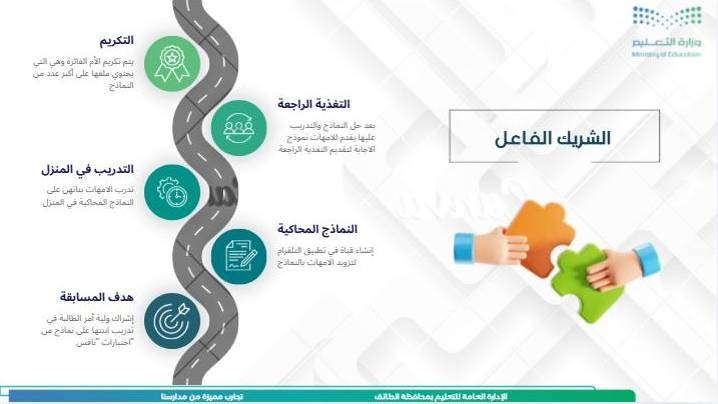 وزارة التعـليم
Ministry of Education
الشريك الفاعل
التكريم
يتم تكريم الأم الفائزة وهي التي
يحتوي ملفها على أكبر عدد من
النماذج
التغذية الراجعة
بعد حل النماذج والتدريب
عليها يقدم للامهات نموذج
الاجابة لتقديم التغذية الراجعة
التدريب في المنزل
تدرب الامهات بناتهن على
النماذج المحاكية في المنزل
النماذج المحاكية
إنشاء قناة في تطبيق التلقرام
لتزويد الامهات بالنماذج
هدف المسابقة
إشراك ولية أمر الطالبة في
تدريب ابنتها على نماذج من
"اختبارات "نافس
الإدارة العامة للتعليم بمحافظة الطائف
تجارب مميزة من مدارسنا